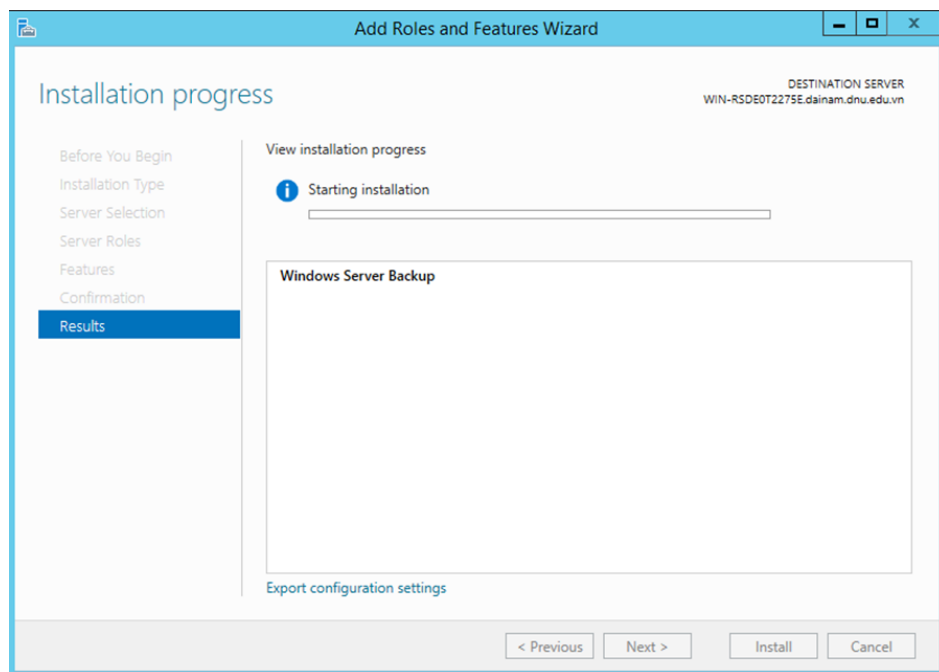 Add Roles and Features Wizard
Installation progress
DESTINATION SERVER
WIN-RSDE0T2275E.dainam.dnu.edu.vn
Before You Begin
Installation Type
Server Selection
Server Roles
Features
Confirmation
Results
View installation progress
Starting installation
Windows Server Backup
Export configuration settings
< Previous
Next >
Install
Cancel